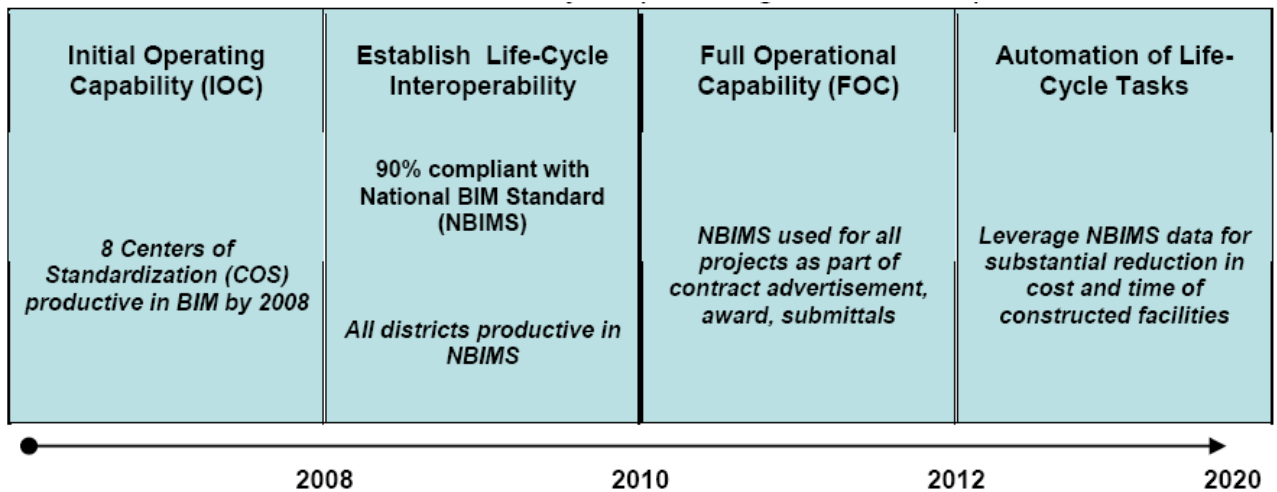 Initial Operating
Capability (IOC)
8 Centers of
Standardization (COS)
productive in BIM by 2008
Establish Life-Cycle
Interoperability
90% compliant with
National BIM Standard
(NBIMS)
All districts productive in
NBIMS
Full Operational
Capability (FOC)
NBIMS used for all
projects as part of
contract advertisement,
award, submittals
Automation of Life-
Cycle Tasks
Leverage NBIMS data for
substantial reduction in
cost and time of
constructed facilities
2008
2010
2012
2020